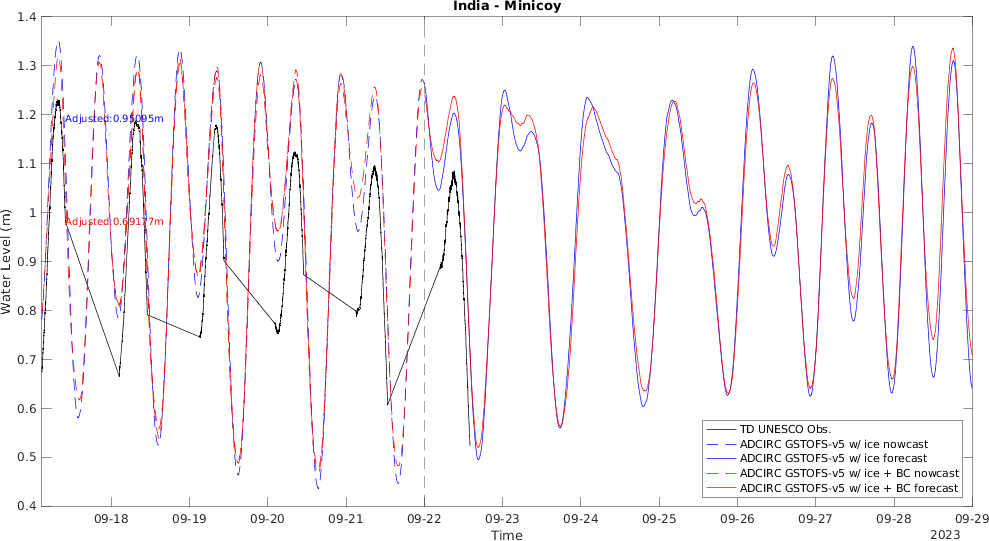 India - Minicoy
1.4
1.3
1.2
1.1
1
0.9
0.8
0.7
0.6
0.5
0.4
Water Level (m)
Adjusted:0.95095m
Adjusted:0.69177m
TD UNESCO Obs.
ADCIRC GSTOFS-v5 w/ ice nowcast
ADCIRC GSTOFS-v5 w/ ice forecast
ADCIRC GSTOFS-v5 w/ ice + BC nowcast
ADCIRC GSTOFS-v5 w/ ice + BC forecast
09-18 09-19 09-20 09-21 09-22 09-23 09-24 09-25 09-26 09-27 09-28 09-29
Time
2023